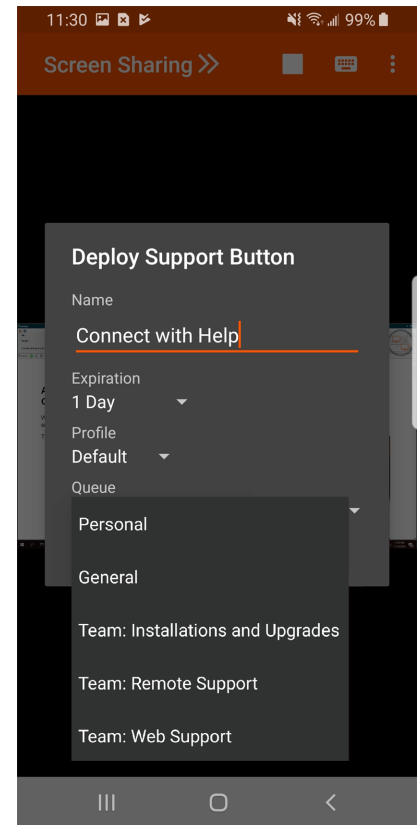 11:30 99%
Screen Sharing
Deploy Support Button
Name
Connect with Help
Expiration
1 Day
Profile
Default
Queue
Personal
General
Team: Installations and Upgrades
Team: Remote Support
Team: Web Support